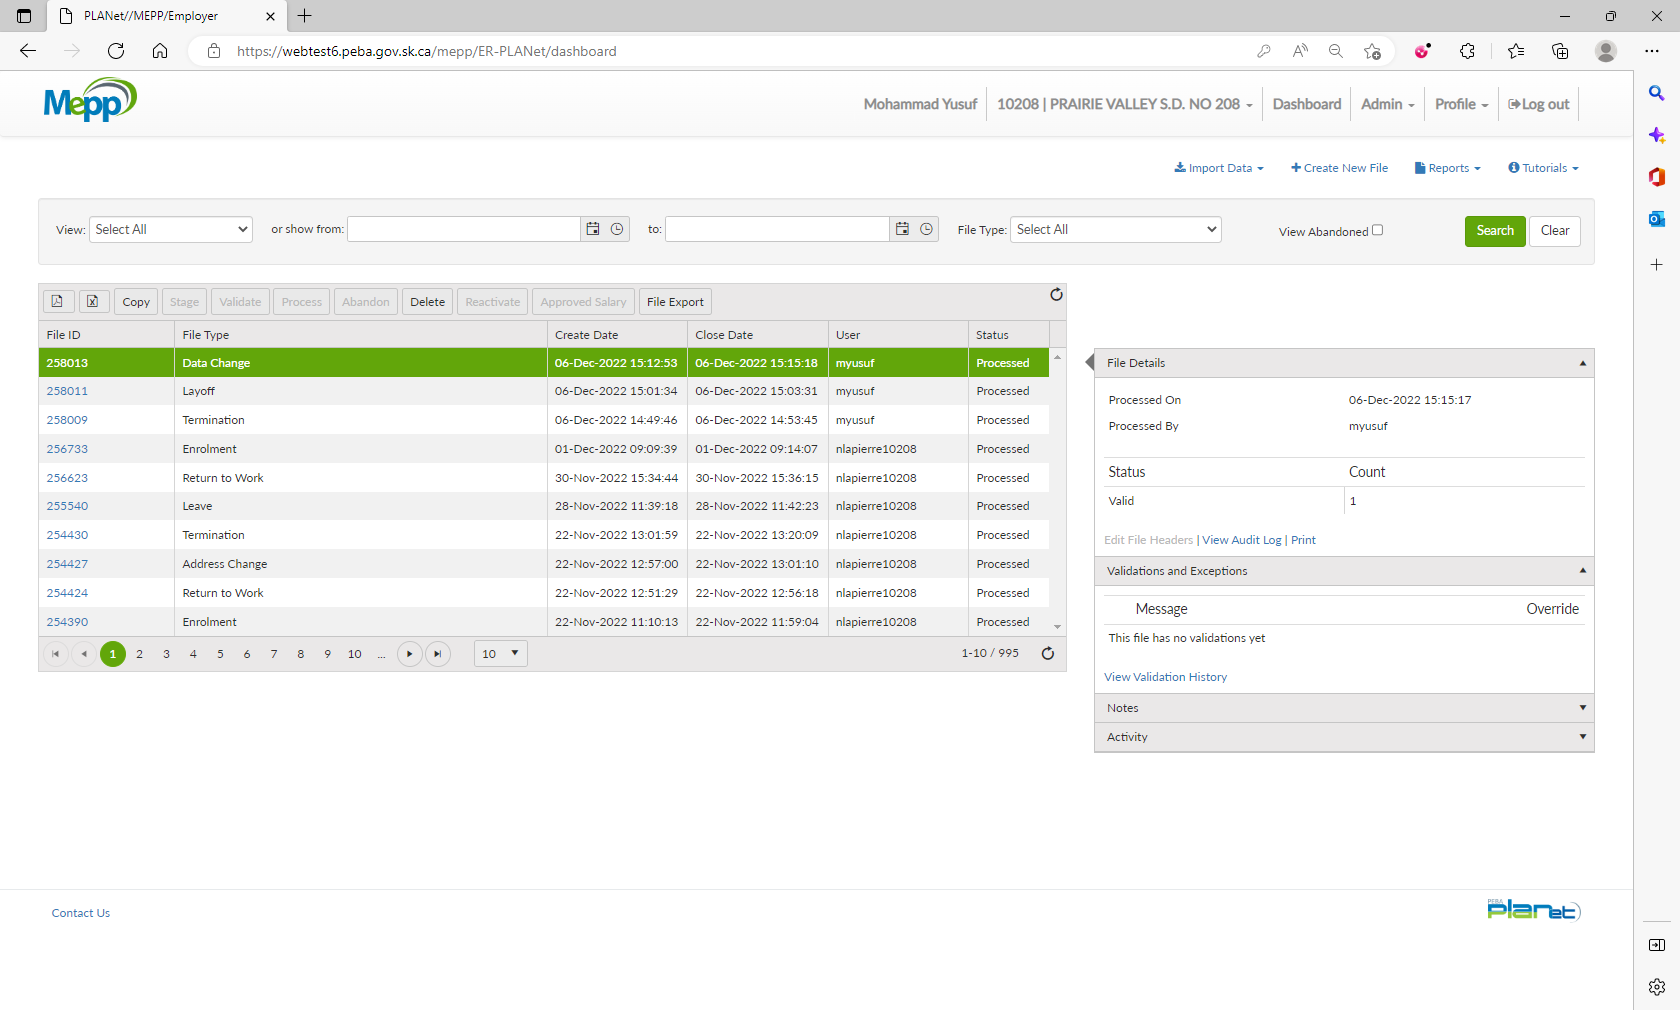 PLANet//MEPP/Employer
https://webtest6.peba.gov.sk.ca/mepp/ER-PLANet/dashboard
Mepp
Mohammad Yusuf
10208 | PRAIRIE VALLEY S.D. NO 208
Dashboard
Admin
Profile
Log out
Import Data
Create New File
Reports
Tutorials
View: Select All or show from: to: File Type: Select All View Abandoned Search Clear
Copy Stage Validate Process Abandon Delete Reactivate Approved Salary File Export
File ID File Type Create Date Close Date User Status
258013 Data Change 06-Dec-2022 15:12:53 06-Dec-2022 15:15:18 myusuf Processed
258011 Layoff 06-Dec-2022 15:01:34 06-Dec-2022 15:03:31 myusuf Processed
258009 Termination 06-Dec-2022 14:49:46 06-Dec-2022 14:53:45 myusuf Processed
256733 Enrolment 01-Dec-2022 09:09:39 01-Dec-2022 09:14:07 nlapierre10208 Processed
256623 Return to Work 30-Nov-2022 15:34:44 30-Nov-2022 15:36:15 nlapierre10208 Processed
255540 Leave 28-Nov-2022 11:39:18 28-Nov-2022 11:42:23 nlapierre10208 Processed
254430 Termination 22-Nov-2022 13:01:59 22-Nov-2022 13:20:09 nlapierre10208 Processed
254427 Address Change 22-Nov-2022 12:57:00 22-Nov-2022 13:01:10 nlapierre10208 Processed
254424 Return to Work 22-Nov-2022 12:51:29 22-Nov-2022 12:56:18 nlapierre10208 Processed
254390 Enrolment 22-Nov-2022 11:10:13 22-Nov-2022 11:59:04 nlapierre10208 Processed
1 2 3 4 5 6 7 8 9 10 ... 10 1-10 / 995
File Details
Processed On 06-Dec-2022 15:15:17
Processed By myusuf
Status Count
Valid 1
Edit File Headers | View Audit Log | Print
Validations and Exceptions
Message Override
This file has no validations yet
View Validation History
Notes
Activity
Contact Us
PEBA
planet